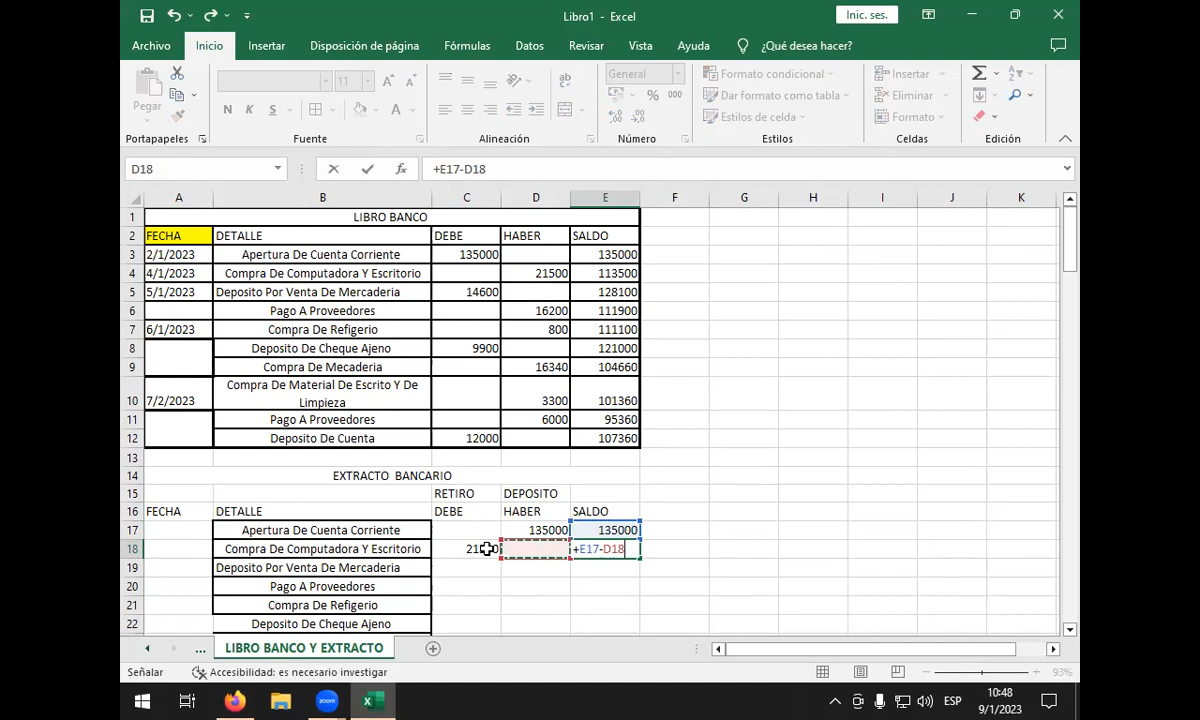 Libro1 - Excel
Inic. ses.
Archivo Inicio Insertar Disposición de página Fórmulas Datos Revisar Vista Ayuda ¿Qué desea hacer?
Pegar
11
N K S
General
% 000
Formato condicional
Dar formato como tabla
Estilos de celda
Insertar
Eliminar
Formato
Portapapeles Fuente Alineación Número Estilos Celdas Edición
D18 fx +E17-D18
A B C D E F G H I J K
1 LIBRO BANCO
2 FECHA DETALLE DEBE HABER SALDO
3 2/1/2023 Apertura De Cuenta Corriente 135000 135000
4 4/1/2023 Compra De Computadora Y Escritorio 21500 113500
5 5/1/2023 Deposito Por Venta De Mercaderia 14600 128100
6 Pago A Proveedores 16200 111900
7 6/1/2023 Compra De Refigerio 800 111100
8 Deposito De Cheque Ajeno 9900 121000
9 Compra De Mecaderia 16340 104660
Compra De Material De Escrito Y De
10 7/2/2023 Limpieza 3300 101360
11 Pago A Proveedores 6000 95360
12 Deposito De Cuenta 12000 107360
13
14 EXTRACTO BANCARIO
15 RETIRO DEPOSITO
16 FECHA DETALLE DEBE HABER SALDO
17 Apertura De Cuenta Corriente 135000 135000
18 Compra De Computadora Y Escritorio +E17-D18
19 Deposito Por Venta De Mercaderia
20 Pago A Proveedores
21 Compra De Refigerio
22 Deposito De Cheque Ajeno
... LIBRO BANCO Y EXTRACTO
Señalar Accesibilidad: es necesario investigar 93%
zoom ESP 10:48
9/1/2023